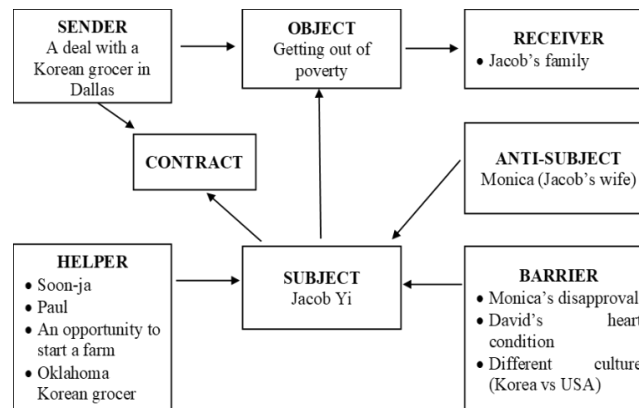 SENDER
A deal with a
Korean grocer in
Dallas
OBJECT
Getting out of
poverty
RECEIVER
• Jacob's family
CONTRACT
ANTI-SUBJECT
Monica (Jacob's wife)
HELPER
• Soon-ja
• Paul
• An opportunity to
start a farm
• Oklahoma
Korean grocer
SUBJECT
Jacob Yi
BARRIER
• Monica's disapproval
• David's heart
condition
• Different culture
(Korea vs USA)